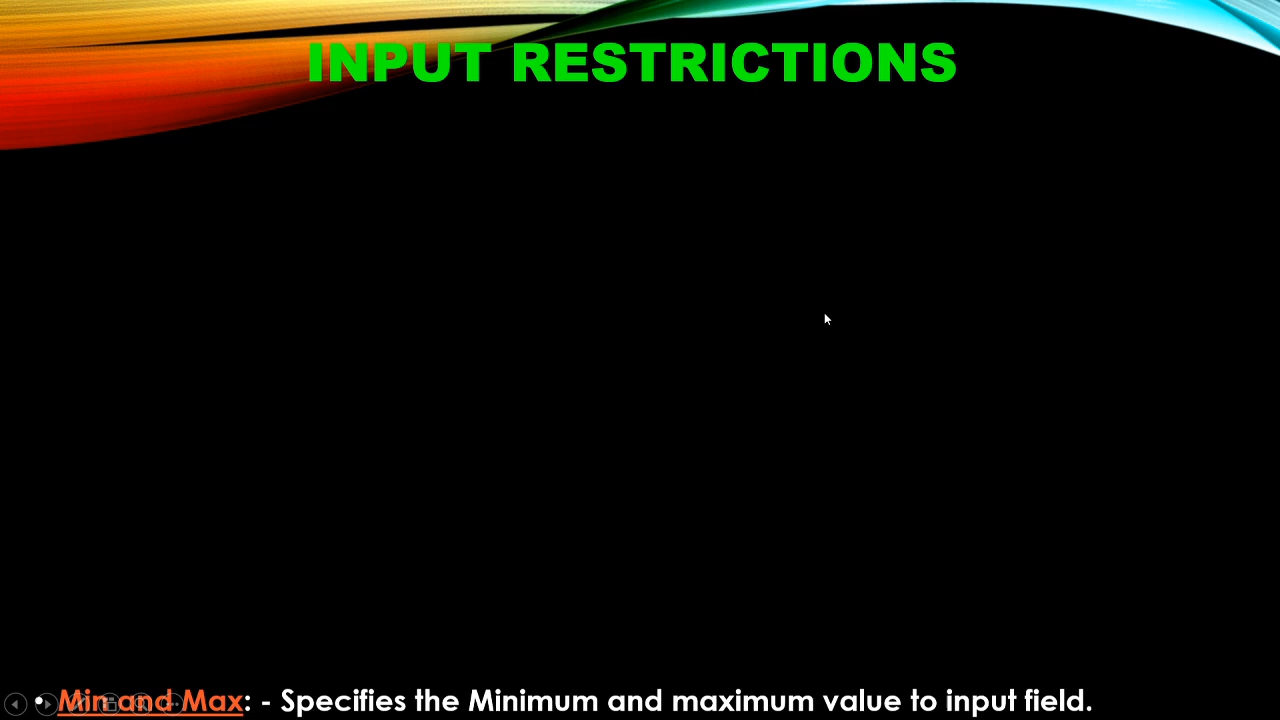 INPUT RESTRICTIONS
• Min and Max: - Specifies the Minimum and maximum value to input field.